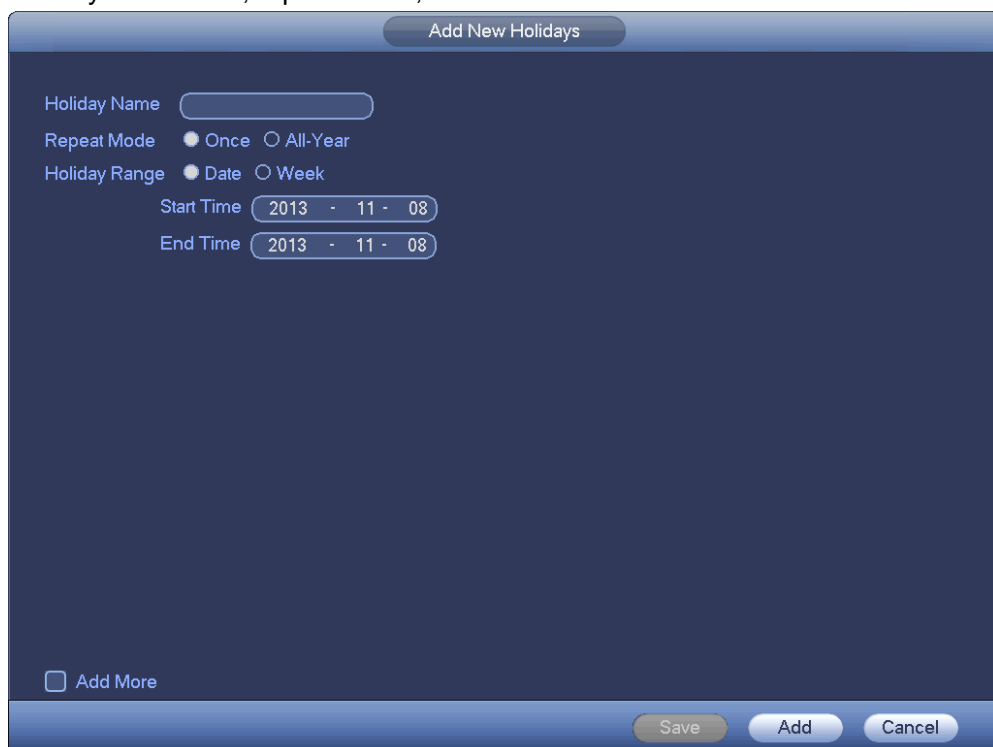 Add New Holidays
Holiday Name
Repeat Mode Once All-Year
Holiday Range Date Week
Start Time 2013 - 11 - 08
End Time 2013 - 11 - 08
Add More
Save Add Cancel